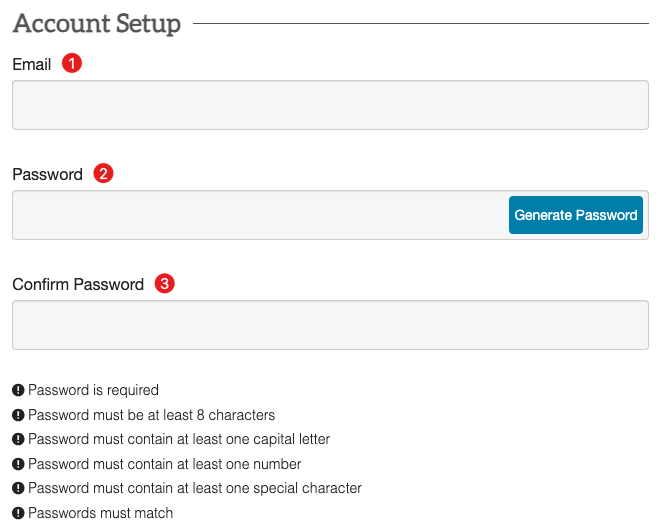 Account Setup
Email 1
Password 2
Generate Password
Confirm Password 3
Password is required
Password must be at least 8 characters
Password must contain at least one capital letter
Password must contain at least one number
Password must contain at least one special character
Passwords must match